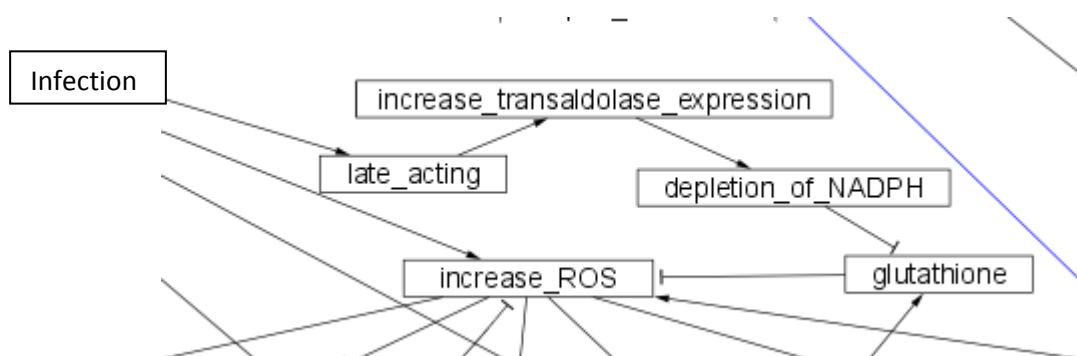 Infection
increase_transaldolase_expression
late_acting
depletion_of_NADPH
increase_ROS
glutathione